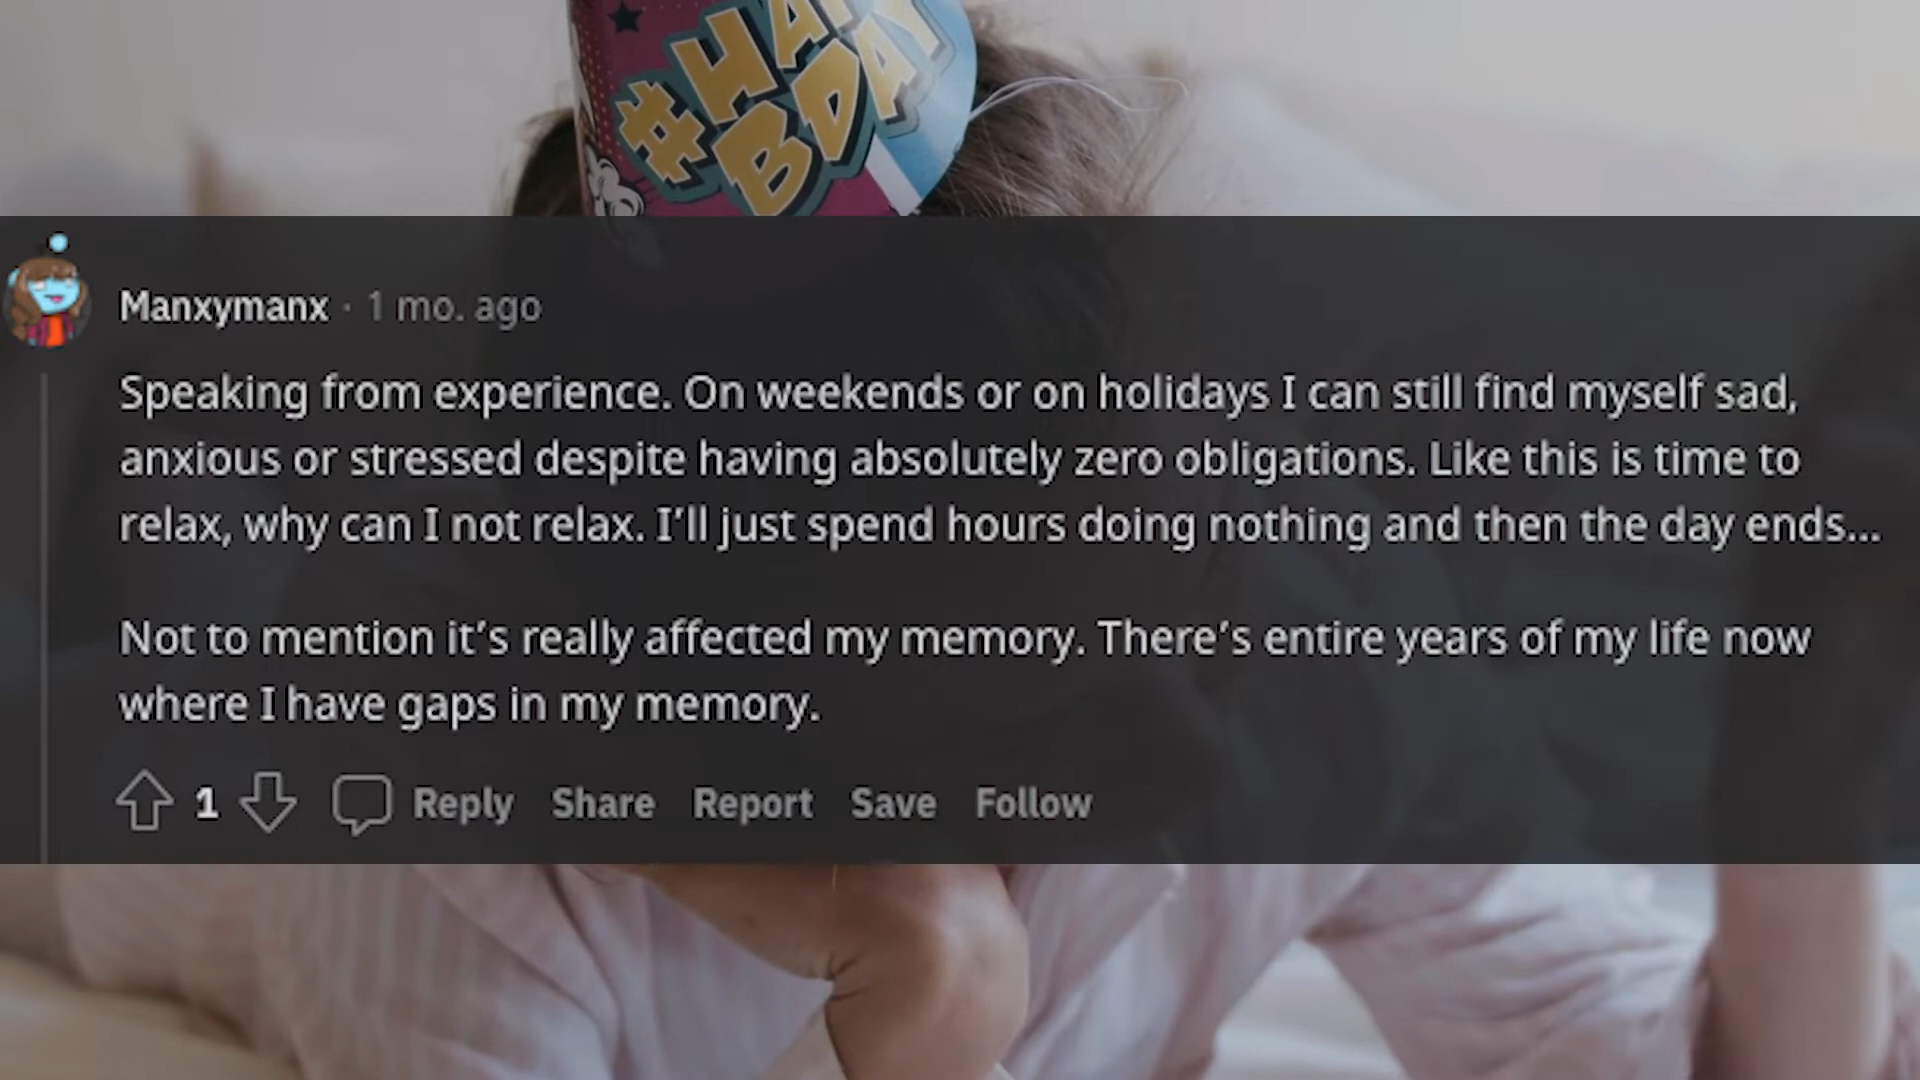 #HA
BDAY
Manxymanx · 1 mo. ago
Speaking from experience. On weekends or on holidays I can still find myself sad,
anxious or stressed despite having absolutely zero obligations. Like this is time to
relax, why can I not relax. I’ll just spend hours doing nothing and then the day ends...
Not to mention it’s really affected my memory. There’s entire years of my life now
where I have gaps in my memory.
1 Reply Share Report Save Follow